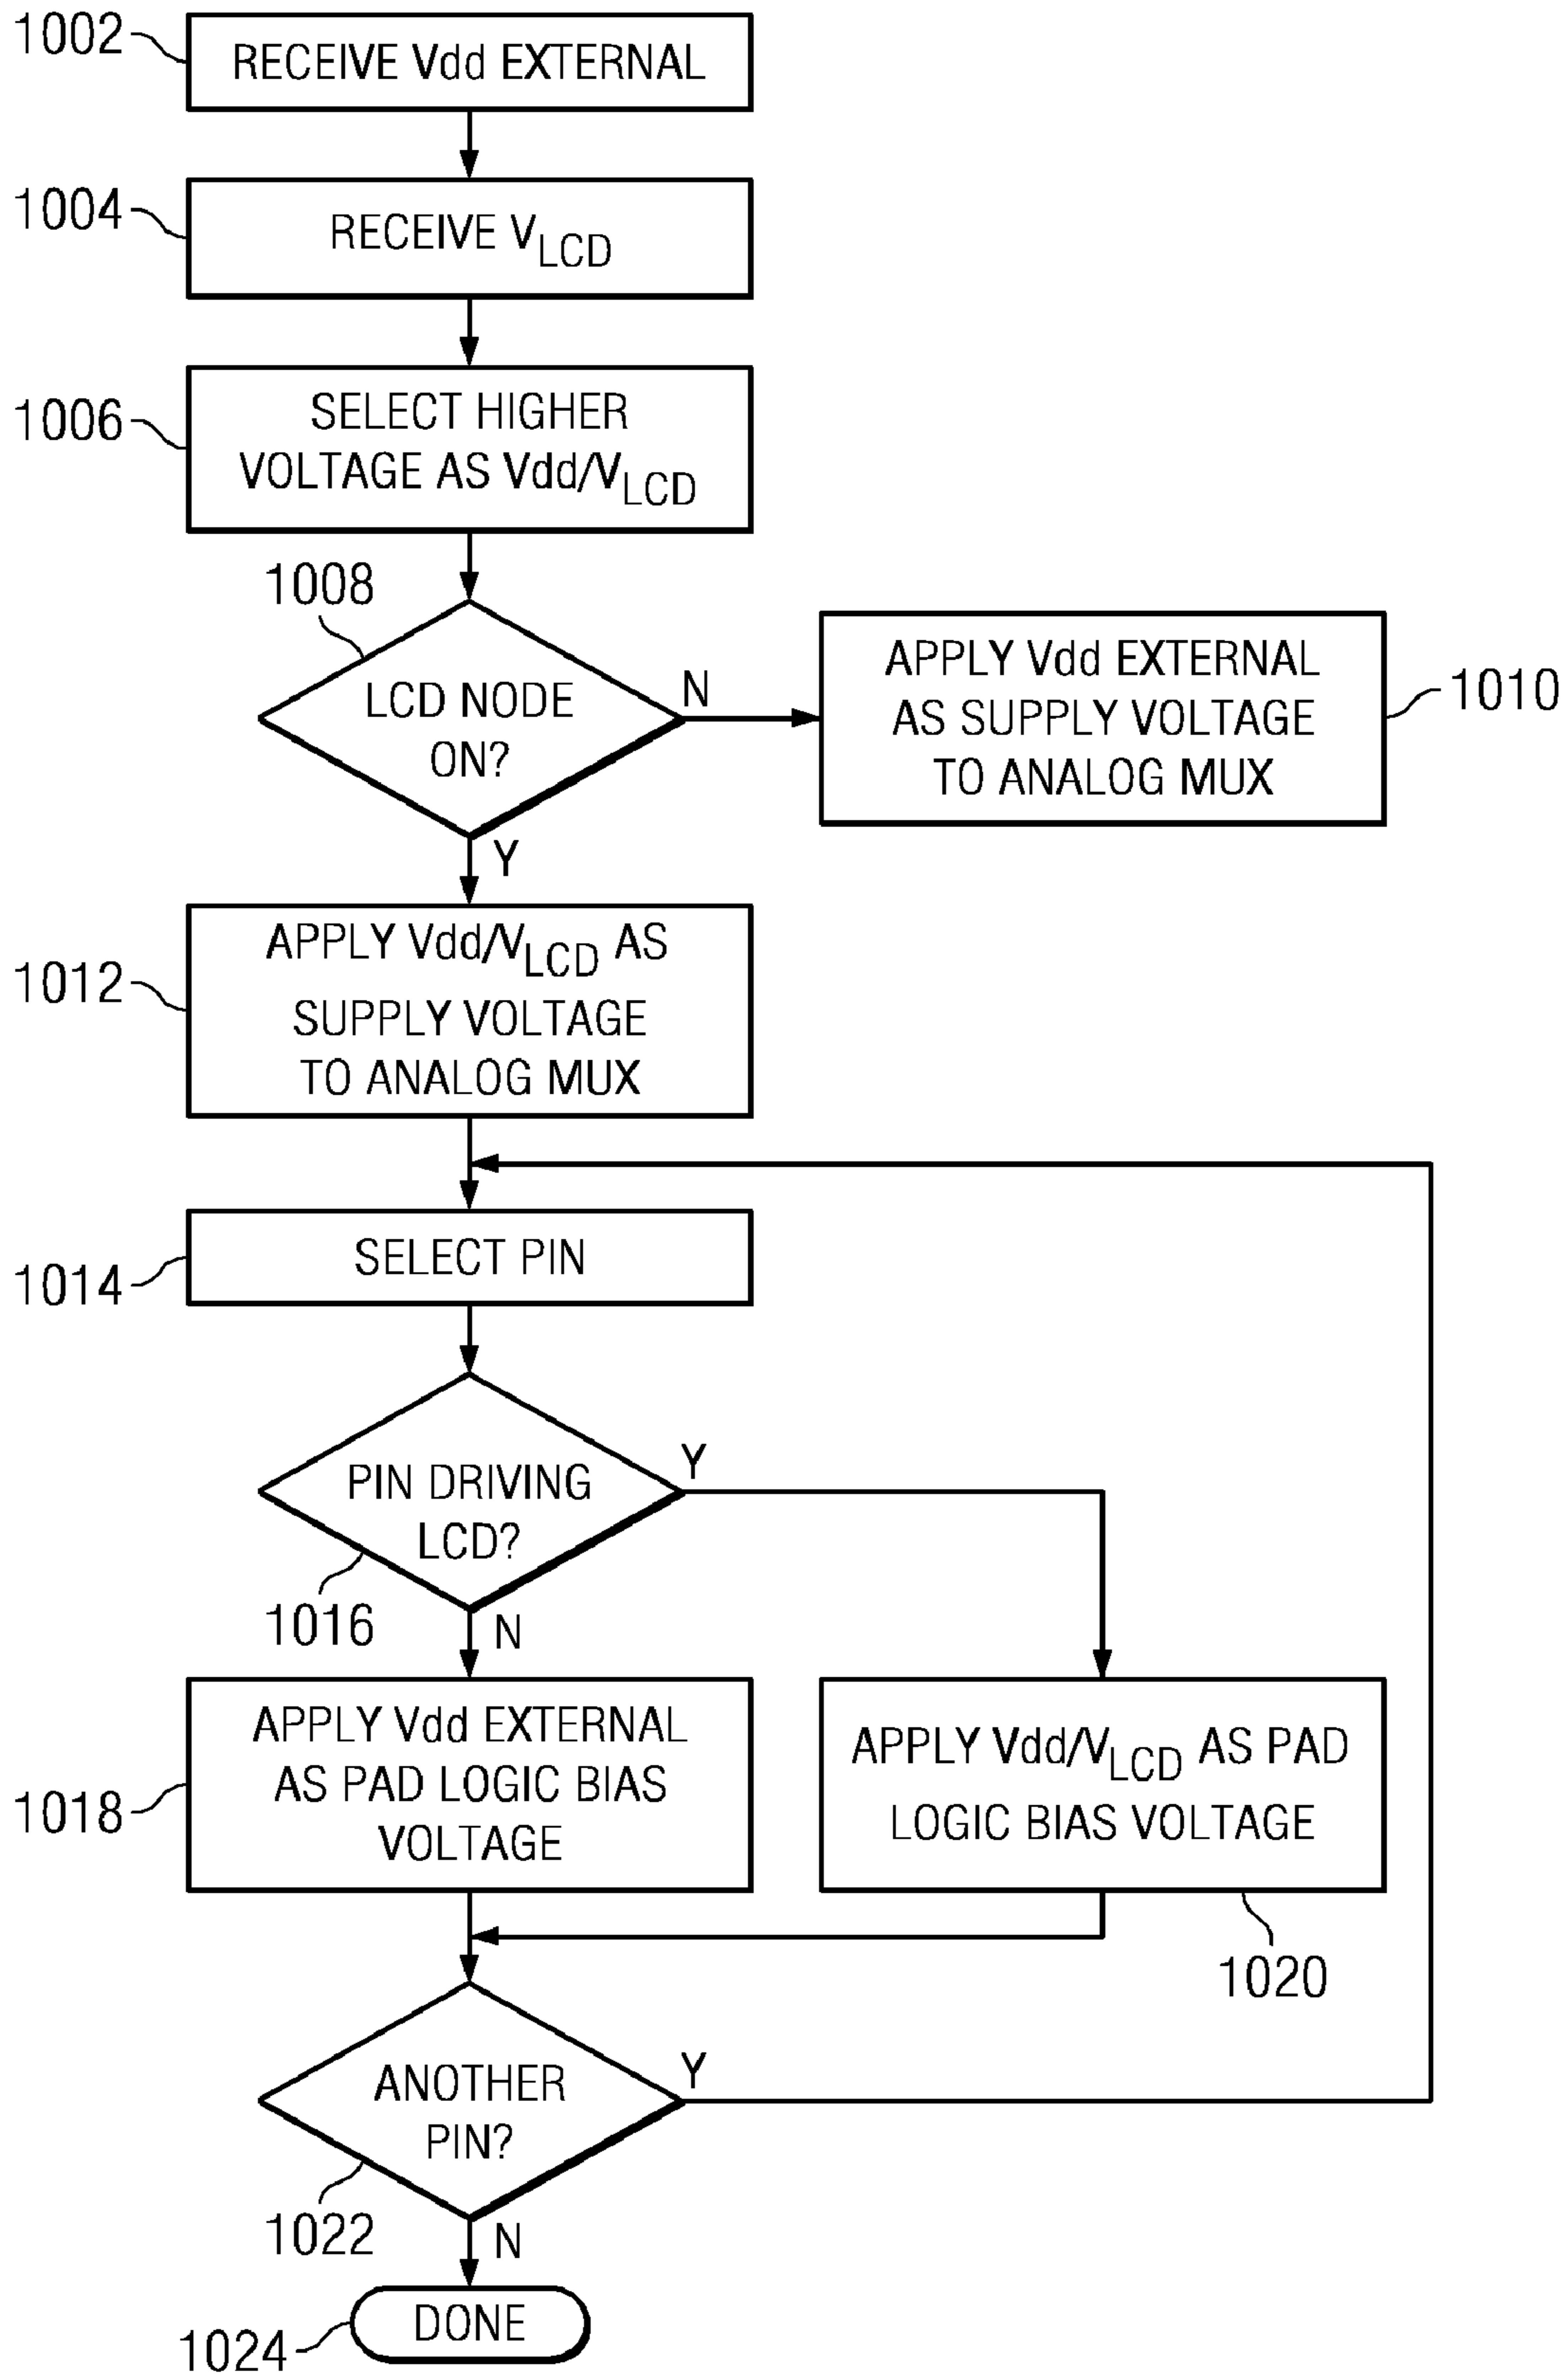 1002
RECEIVE Vdd EXTERNAL
1004
RECEIVE VLCD
1006
SELECT HIGHER
VOLTAGE AS Vdd/VLCD
1008
LCD NODE
ON?
N
Y
APPLY Vdd EXTERNAL
AS SUPPLY VOLTAGE
TO ANALOG MUX
1010
1012
APPLY Vdd/VLCD AS
SUPPLY VOLTAGE
TO ANALOG MUX
1014
SELECT PIN
PIN DRIVING
LCD?
Y
1016
N
1018
APPLY Vdd EXTERNAL
AS PAD LOGIC BIAS
VOLTAGE
APPLY Vdd/VLCD AS PAD
LOGIC BIAS VOLTAGE
1020
ANOTHER
PIN?
Y
1022
N
DONE
1024